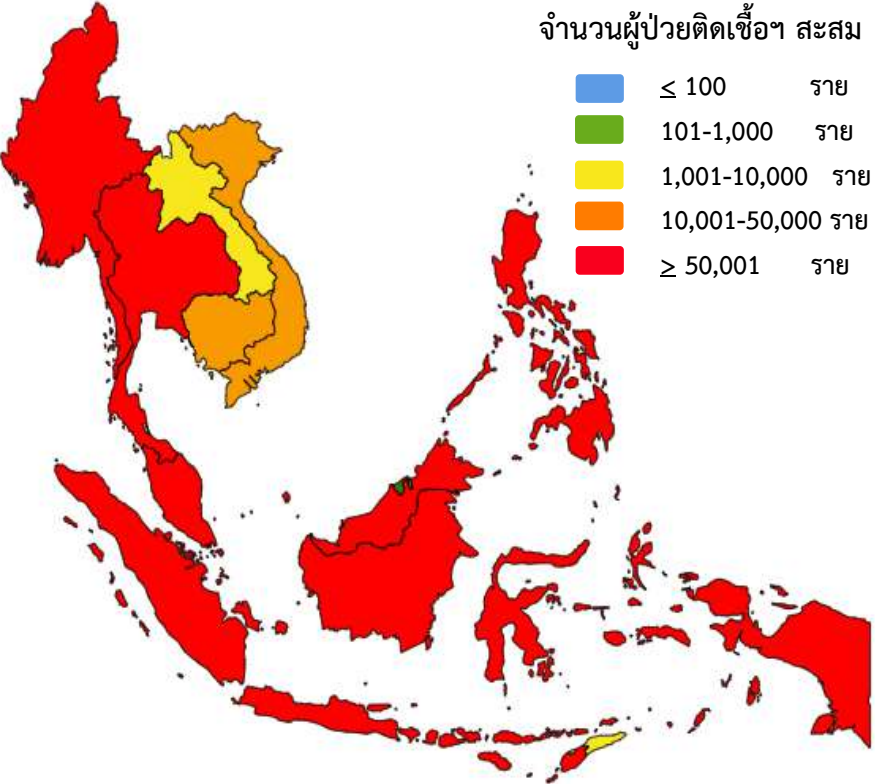 จำนวนผู้ป่วยติดเชื้อฯ สะสม
≤ 100 ราย
101-1,000 ราย
1,001-10,000 ราย
10,001-50,000 ราย
≥ 50,001 ราย